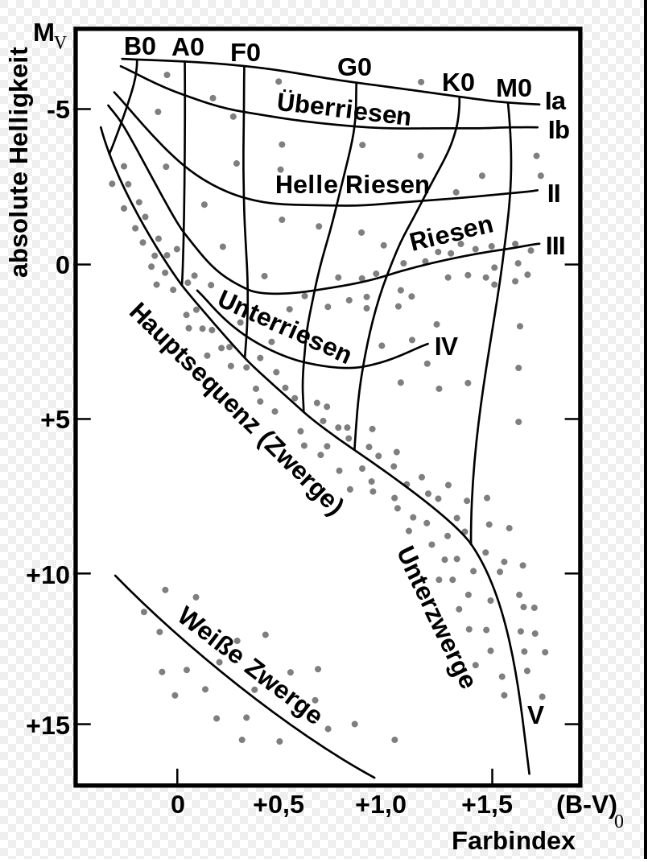 M_V
absolute Helligkeit
B0 A0 F0 G0 K0 M0
Ia
Überriesen
Ib
-5
Helle Riesen
II
Riesen
III
0
Unterriesen
IV
Hauptsequenz (Zwerge)
+5
Unterzwerge
+10
Weiße Zwerge
V
+15
0 +0,5 +1,0 +1,5 (B-V)_0
Farbindex